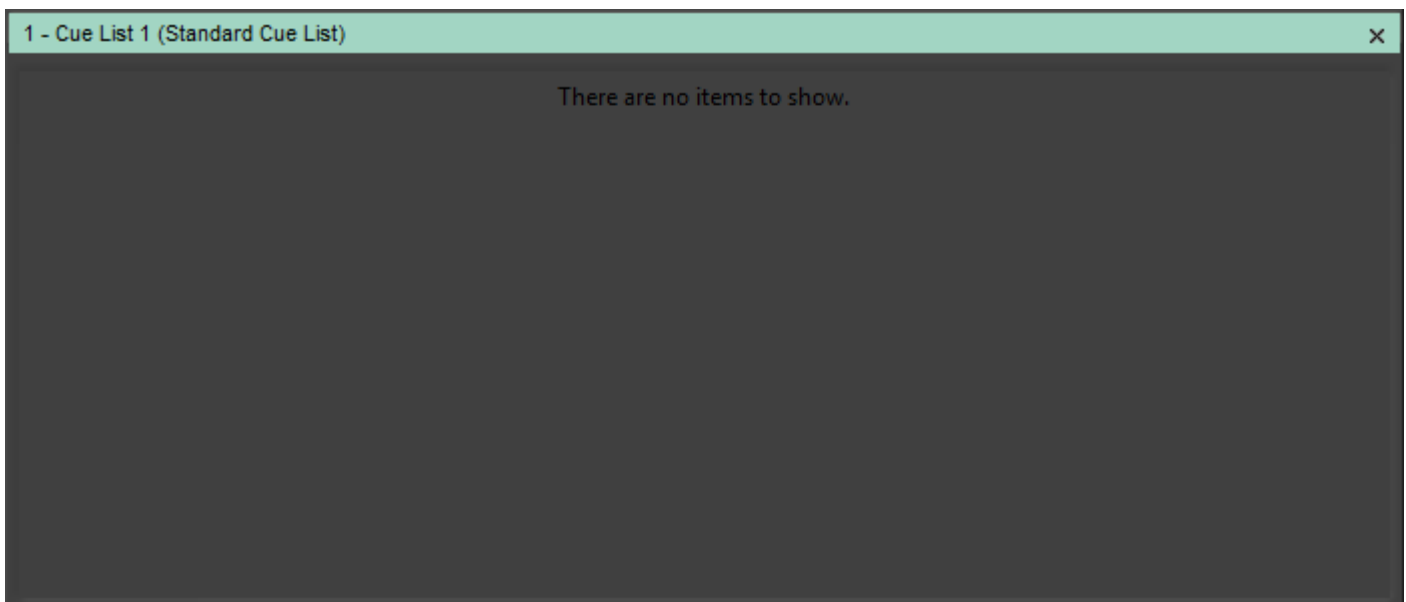 1 - Cue List 1 (Standard Cue List)
There are no items to show.